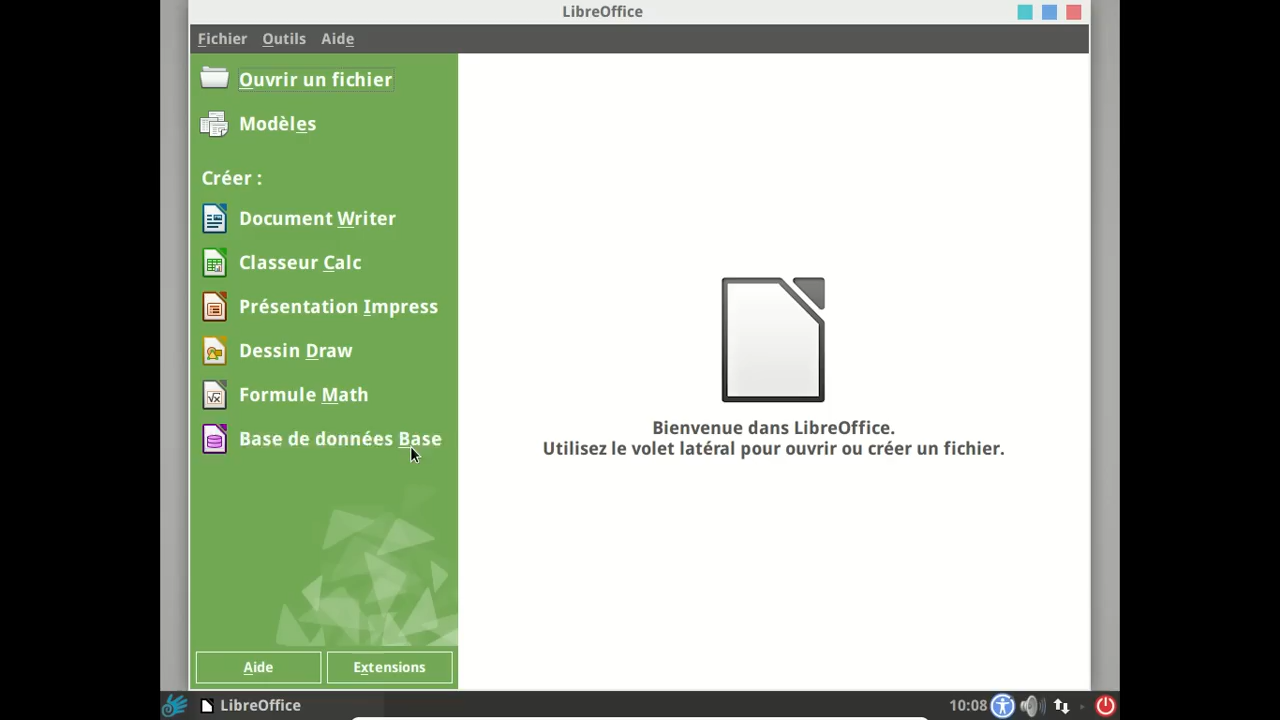 LibreOffice
Fichier Outils Aide
Ouvrir un fichier
Modèles
Créer :
Document Writer
Classeur Calc
Présentation Impress
Dessin Draw
Formule Math
Base de données Base
Bienvenue dans LibreOffice.
Utilisez le volet latéral pour ouvrir ou créer un fichier.
Aide Extensions
LibreOffice 10:08